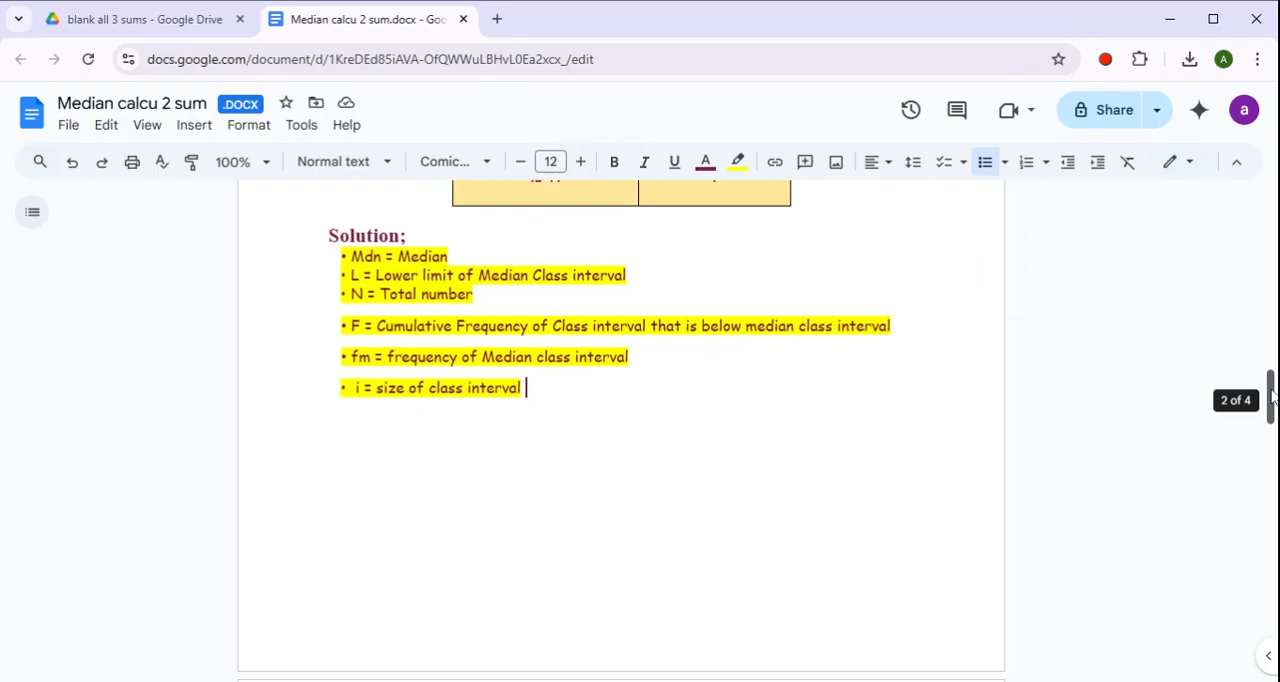 blank all 3 sums - Google Drive
Median calcu 2 sum.docx - Goo
docs.google.com/document/d/1KreDEd85iAVA-OfQWWuLBHvL0Ea2xcx_/edit
A
Median calcu 2 sum .DOCX
Share
a
File Edit View Insert Format Tools Help
100% Normal text Comic... 12 B I U A
Solution;
• Mdn = Median
• L = Lower limit of Median Class interval
• N = Total number
• F = Cumulative Frequency of Class interval that is below median class interval
• fm = frequency of Median class interval
• i = size of class interval
2 of 4